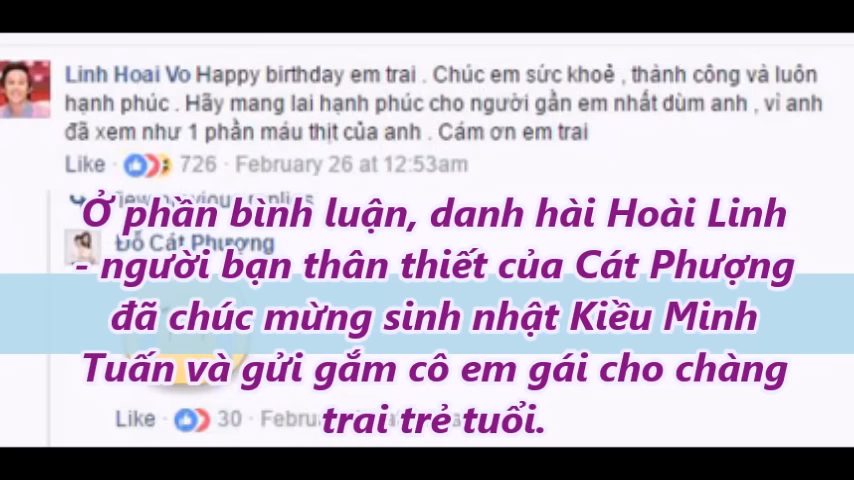 Linh Hoai Vo Happy birthday em trai . Chúc em sức khoẻ , thành công và luôn
hạnh phúc . Hãy mang lai hạnh phúc cho người gần em nhất dùm anh , vì anh
đã xem như 1 phần máu thịt của anh . Cám ơn em trai
Like · 726 · February 26 at 12:53am
View previous replies
Đỗ Cát Phượng
Ở phần bình luận, danh hài Hoài Linh
- người bạn thân thiết của Cát Phượng
đã chúc mừng sinh nhật Kiều Minh
Tuấn và gửi gắm cô em gái cho chàng
trai trẻ tuổi.
Like · 30